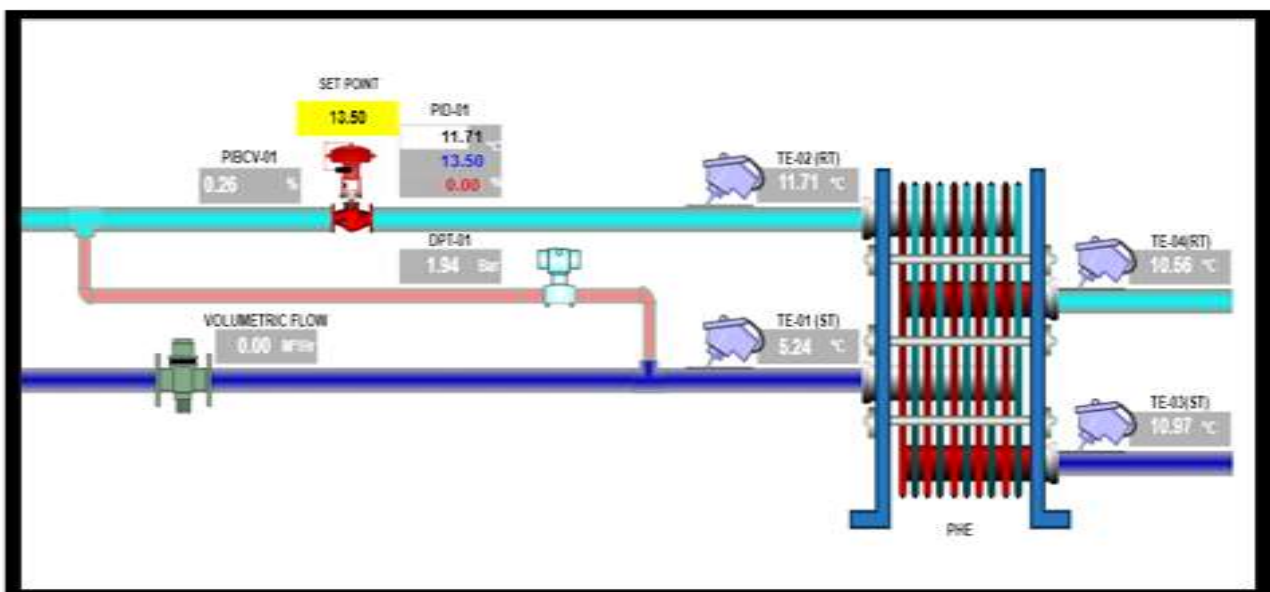 SET POINT
13.50
PID-01
11.71 °C
13.50
0.00 %
PIBCV-01
0.26 %
TE-02 (RT)
11.71 °C
DPT-01
1.94 Bar
TE-04(RT)
10.56 °C
VOLUMETRIC FLOW
0.00
TE-01 (ST)
5.24 °C
TE-03(ST)
10.97 °C
PHE